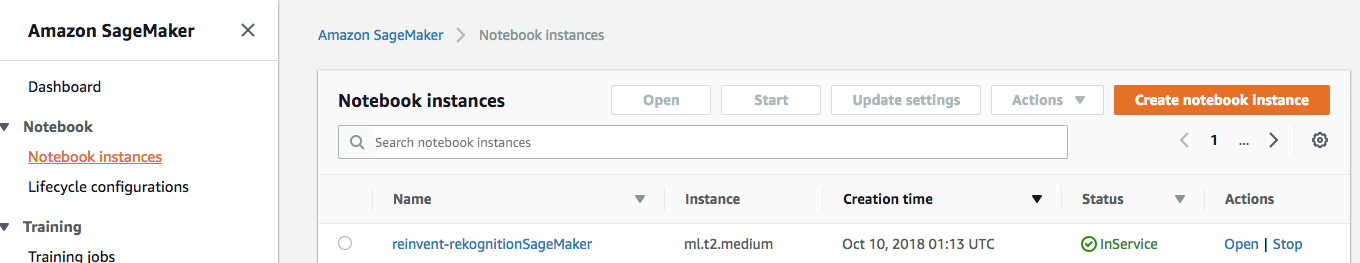 Amazon SageMaker
Dashboard
Notebook
Notebook instances
Lifecycle configurations
Training
Training jobs
Amazon SageMaker > Notebook instances
Notebook instances Open Start Update settings Actions Create notebook instance
Search notebook instances 1 ...
Name Instance Creation time Status Actions
reinvent-rekognitionSageMaker ml.t2.medium Oct 10, 2018 01:13 UTC InService Open | Stop